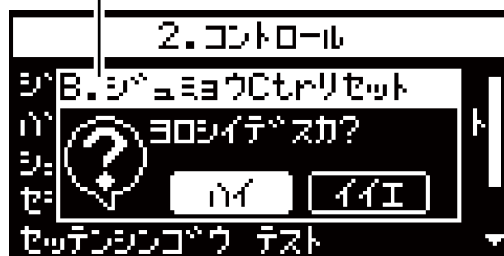 2.コントロール
B.ジュミョウCtrリセット
ヨロシイデスカ?
ハイ
イイエ
セッテンシンゴウ テスト